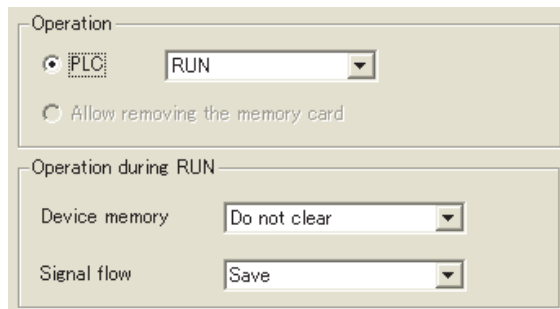 Operation
PLC RUN
Allow removing the memory card
Operation during RUN
Device memory Do not clear
Signal flow Save